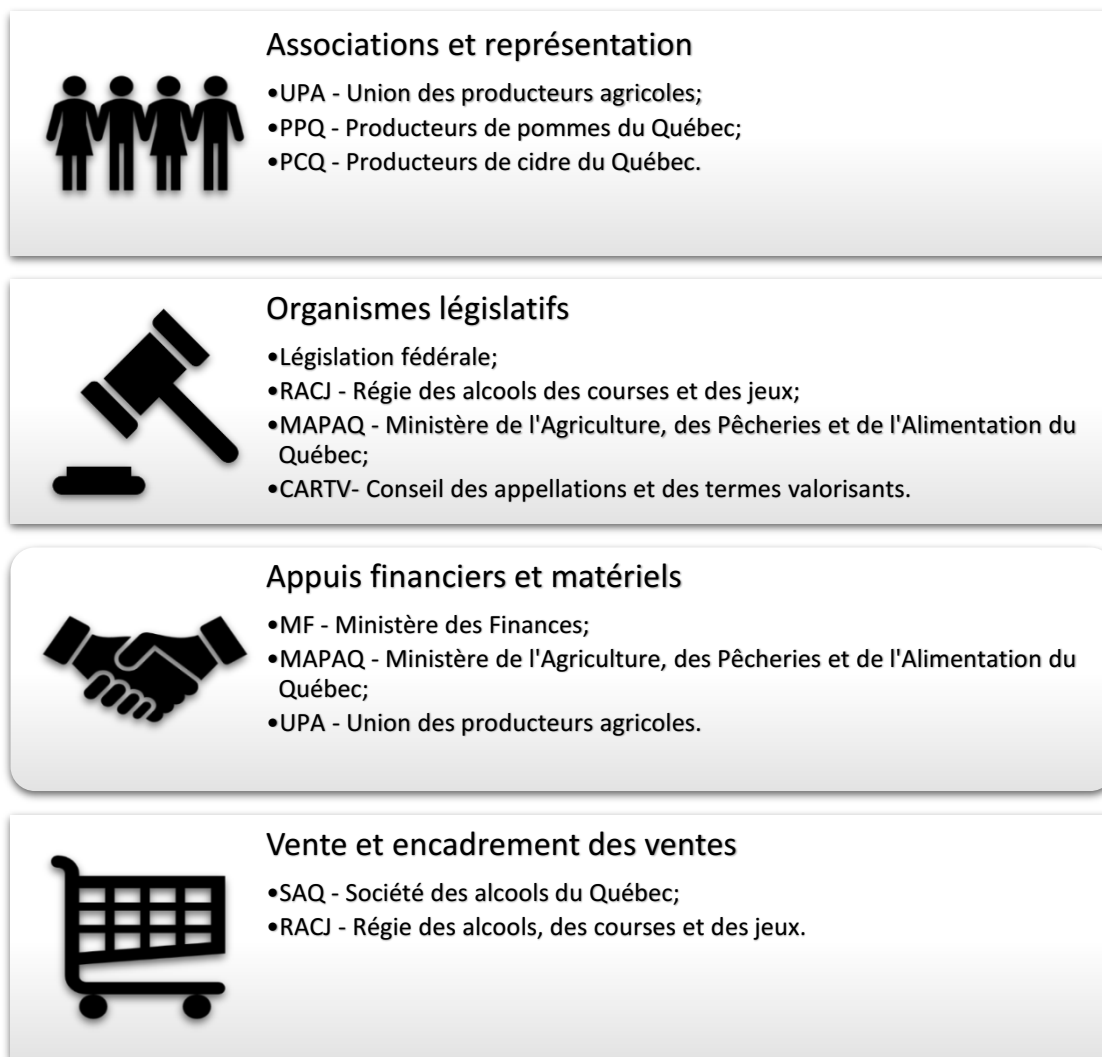 Associations et représentation
•UPA - Union des producteurs agricoles;
•PPQ - Producteurs de pommes du Québec;
•PCQ - Producteurs de cidre du Québec.
Organismes législatifs
•Législation fédérale;
•RACJ - Régie des alcools des courses et des jeux;
•MAPAQ - Ministère de l'Agriculture, des Pêcheries et de l'Alimentation du
Québec;
•CARTV- Conseil des appellations et des termes valorisants.
Appuis financiers et matériels
•MF - Ministère des Finances;
•MAPAQ - Ministère de l'Agriculture, des Pêcheries et de l'Alimentation du
Québec;
•UPA - Union des producteurs agricoles.
Vente et encadrement des ventes
•SAQ - Société des alcools du Québec;
•RACJ - Régie des alcools, des courses et des jeux.